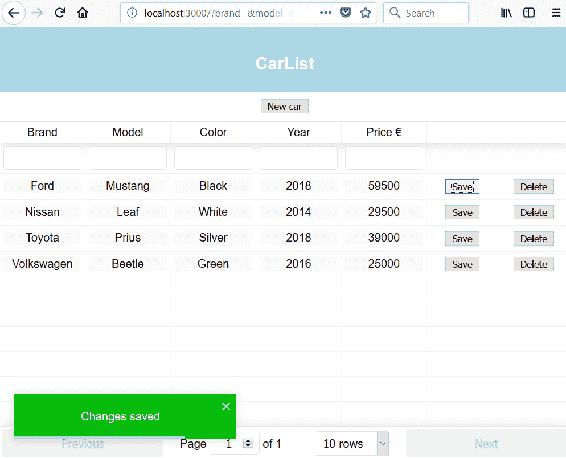 localhost:3000/?brand=&model=
Search
CarList
New car
Brand Model Color Year Price €
Ford Mustang Black 2018 59500 Save Delete
Nissan Leaf White 2014 29500 Save Delete
Toyota Prius Silver 2018 39000 Save Delete
Volkswagen Beetle Green 2016 25000 Save Delete
Changes saved ×
Previous Page 1 of 1 10 rows Next